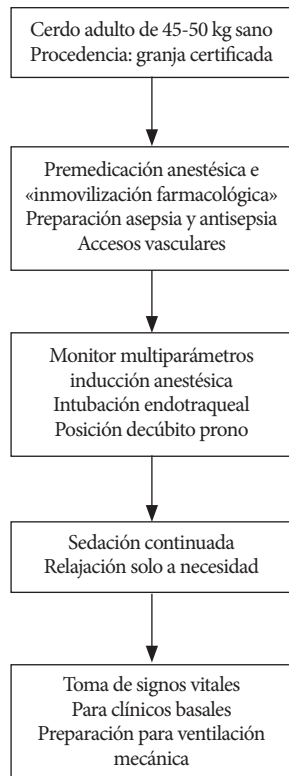 Cerdo adulto de 45-50 kg sano
Procedencia: granja certificada
Premedicación anestésica e
«inmovilización farmacológica»
Preparación asepsia y antisepsia
Accesos vasculares
Monitor multiparámetros
inducción anestésica
Intubación endotraqueal
Posición decúbito prono
Sedación continuada
Relajación solo a necesidad
Toma de signos vitales
Para clínicos basales
Preparación para ventilación
mecánica